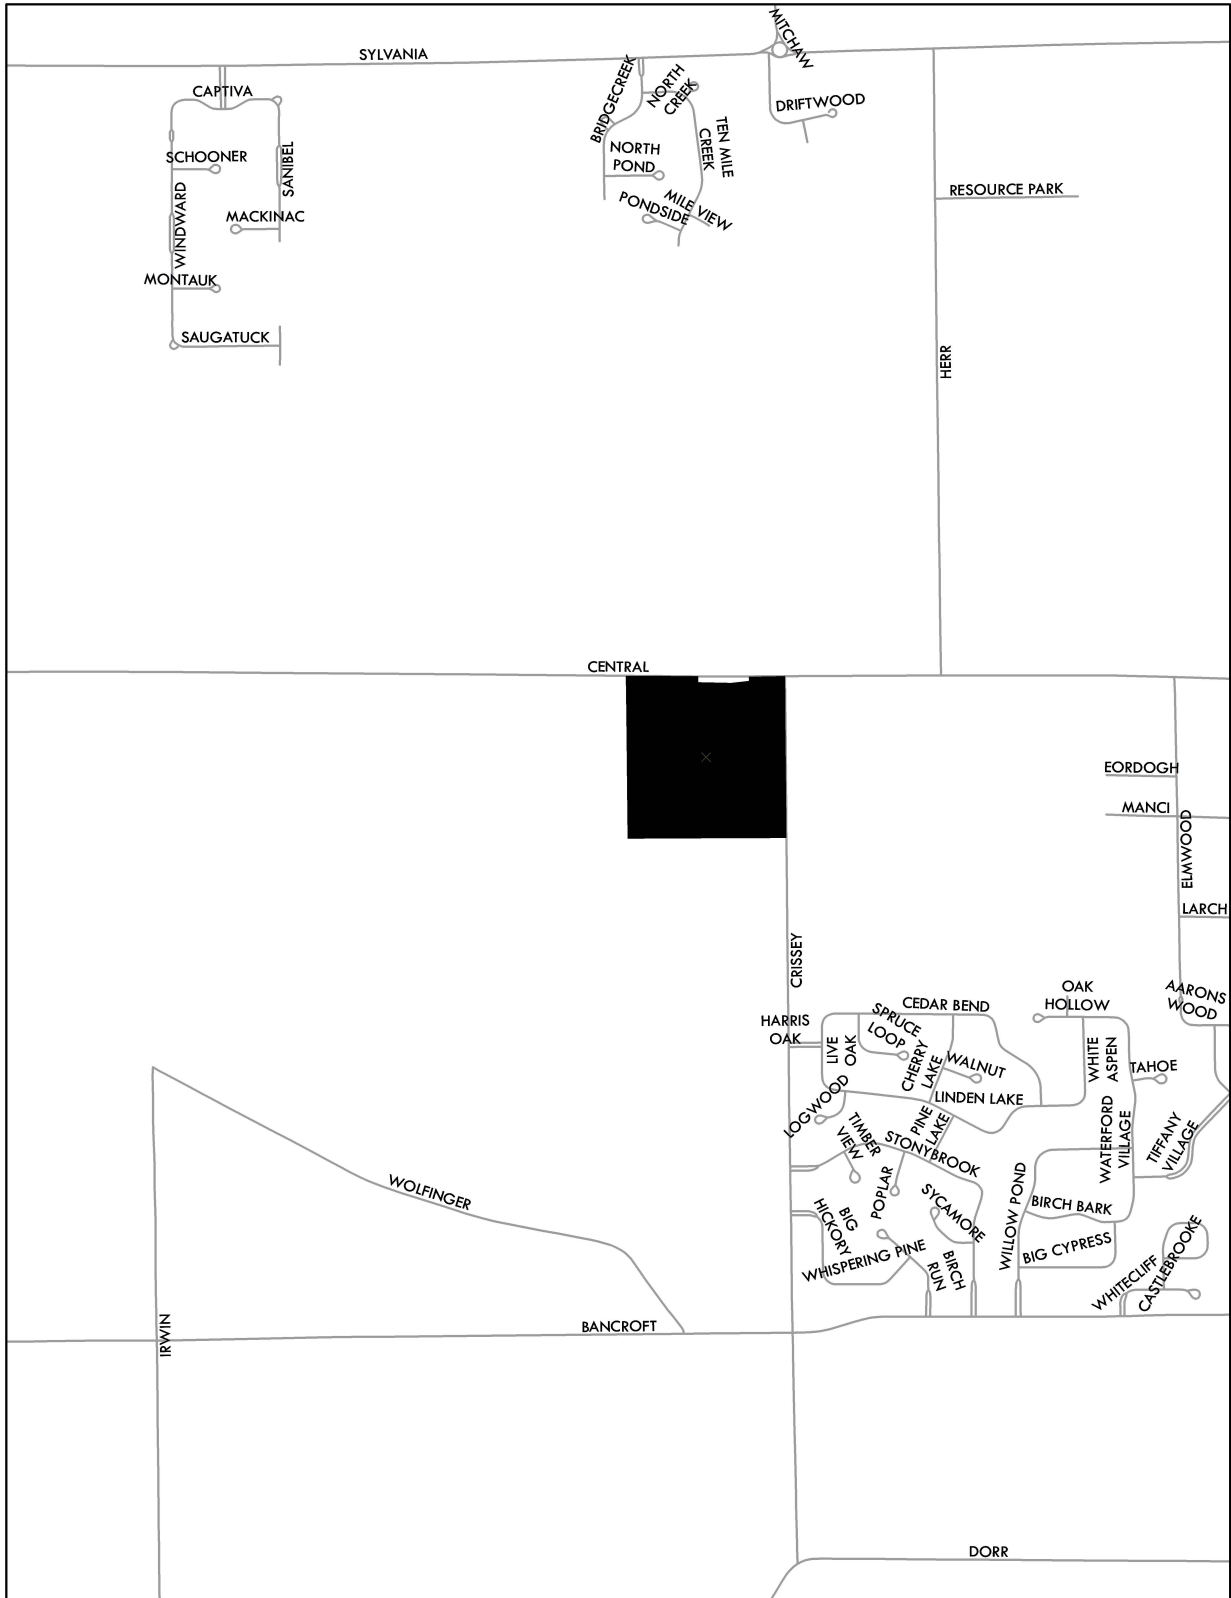 MITCHAW
SYLVANIA
CAPTIVA
BRIDGECREEK
NORTH
CREEK
DRIFTWOOD
TEN MILE
CREEK
SCHOONER
SANIBEL
NORTH
POND
WINDWARD
MACKINAC
PONDSIDE
MILE VIEW
RESOURCE PARK
MONTAUK
SAUGATUCK
HERR
CENTRAL
EORDOGH
MANCI
ELMWOOD
LARCH
CRISSEY
OAK
HOLLOW
AARONS
WOOD
CEDAR BEND
HARRIS
OAK
SPRUCE
LOOP
LIVE
OAK
CHERRY
LAKE
WALNUT
WHITE
ASPEN
TAHOE
LINDEN LAKE
LOGWOOD
PINE
LAKE
TIMBER
VIEW
STONYBROOK
WATERFORD
VILLAGE
TIFFANY
VILLAGE
WOLFINGER
POPLAR
SYCAMORE
WILLOW POND
BIRCH BARK
BIG
HICKORY
WHISPERING PINE
BIRCH
RUN
BIG CYPRESS
WHITECLIFF
CASTLEBROOKE
IRWIN
BANCROFT
DORR